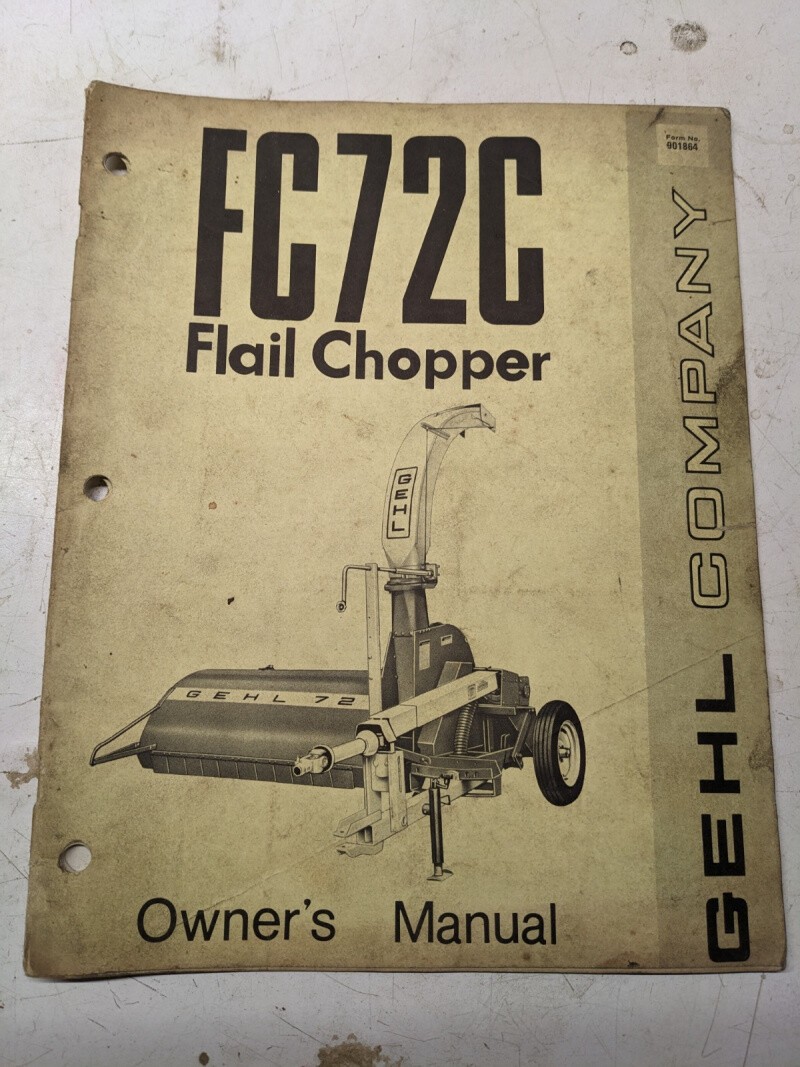 Form No.
901864
FC72C
Flail Chopper
GEHL
GEHL 72
Owner's Manual
GEHL COMPANY